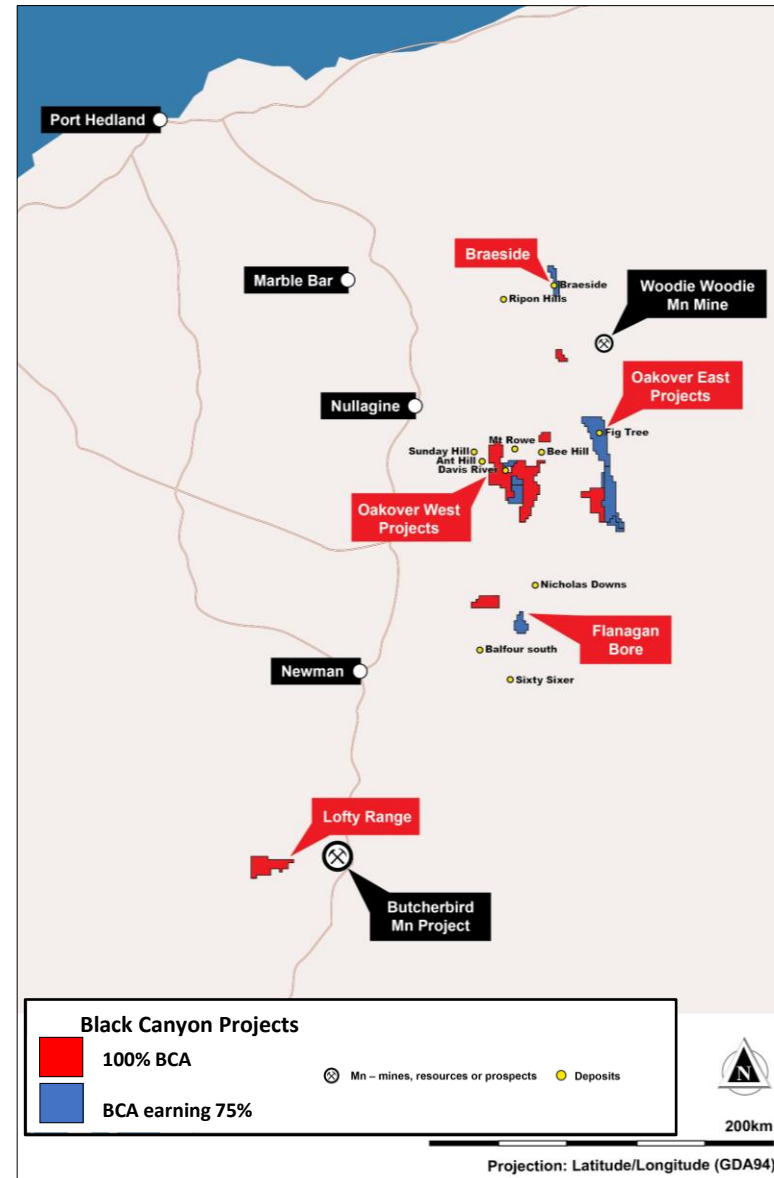 Port Hedland
Braeside
Marble Bar
Braeside
Ripon Hills
Woodie Woodie
Mn Mine
Oakover East
Projects
Nullagine
Fig Tree
Mt Rowe
Sunday Hill
Bee Hill
Ant Hill
Davis River
Oakover West
Projects
Nicholas Downs
Flanagan
Bore
Balfour south
Newman
Sixty Sixer
Lofty Range
Butcherbird
Mn Project
Black Canyon Projects
100% BCA
Mn – mines, resources or prospects
Deposits
BCA earning 75%
N
200km
Projection: Latitude/Longitude (GDA94)